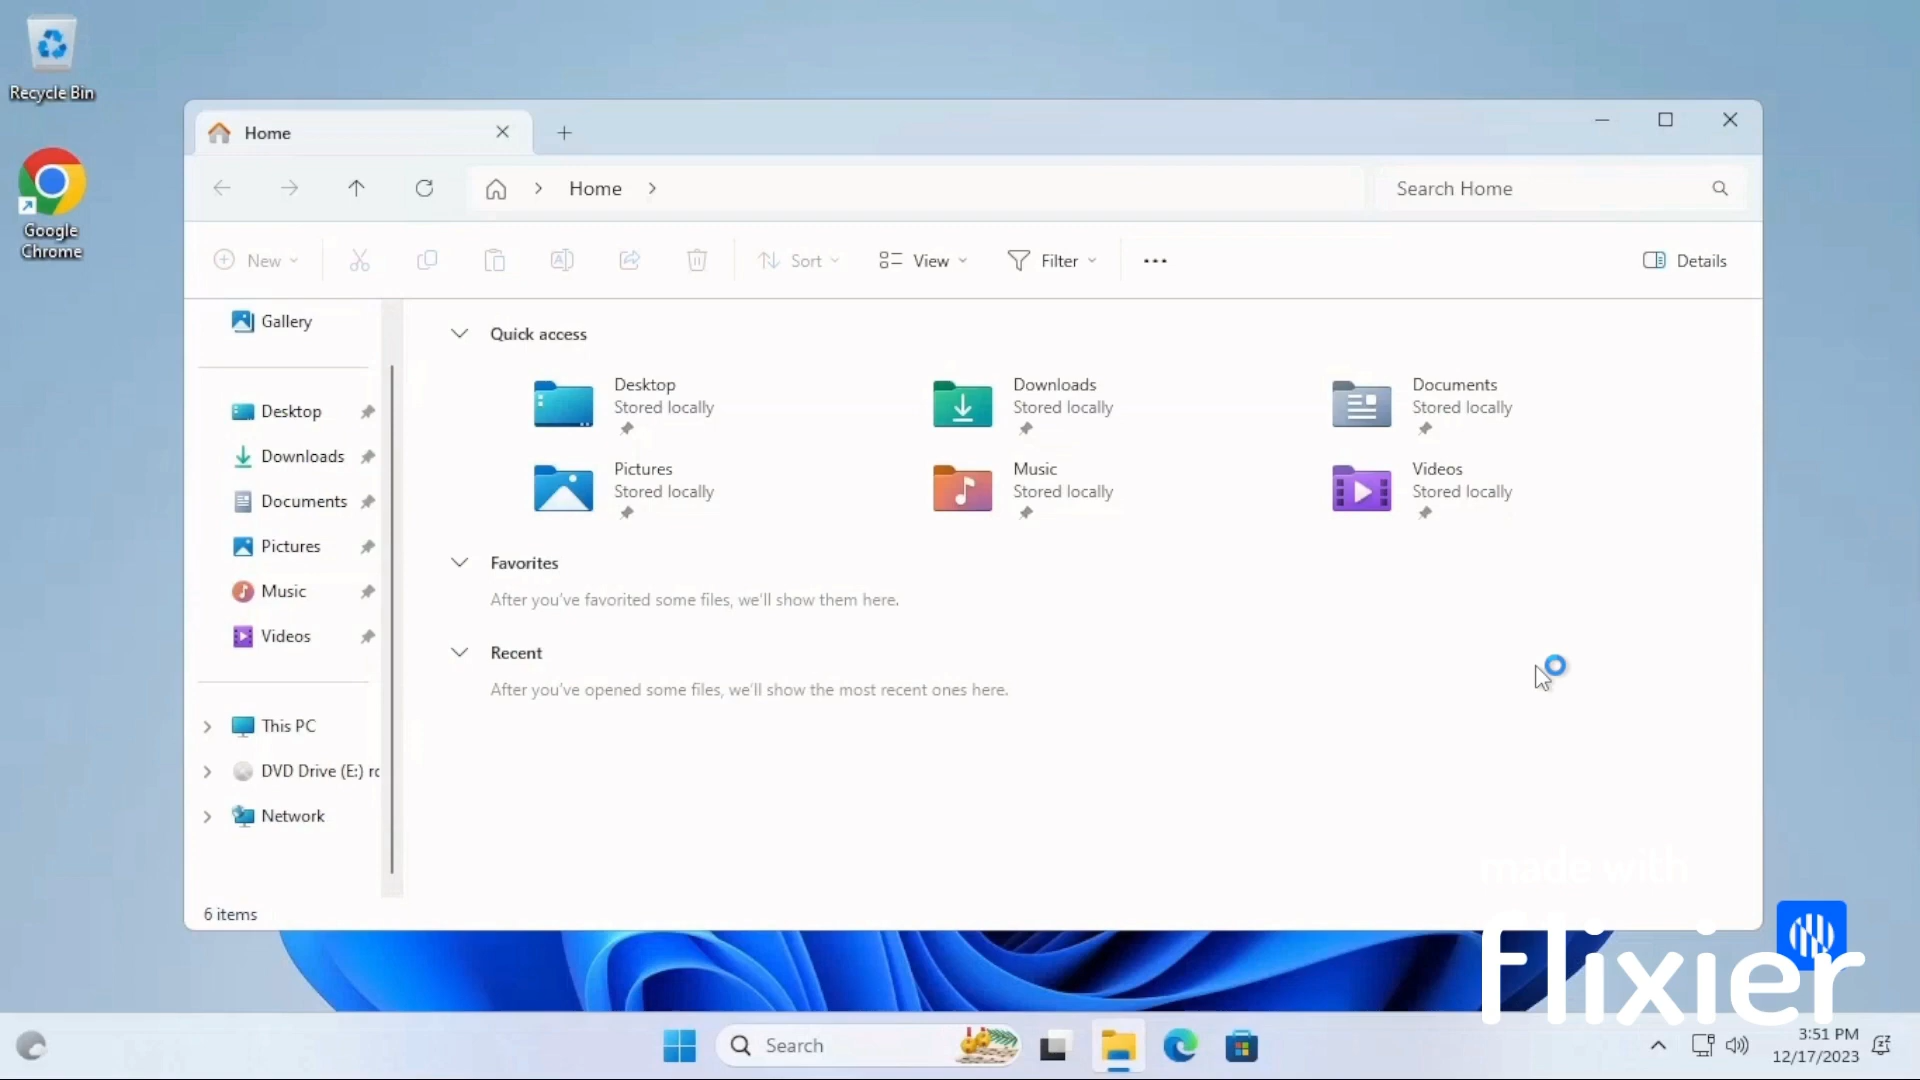 Recycle Bin
Google
Chrome
Home
Home
Search Home
New
Sort
View
Filter
Details
Gallery
Desktop
Downloads
Documents
Pictures
Music
Videos
This PC
DVD Drive (E:) rc
Network
6 items
Quick access
Desktop
Stored locally
Downloads
Stored locally
Documents
Stored locally
Pictures
Stored locally
Music
Stored locally
Videos
Stored locally
Favorites
After you've favorited some files, we'll show them here.
Recent
After you've opened some files, we'll show the most recent ones here.
made with
flixier
Search
3:51 PM
12/17/2023